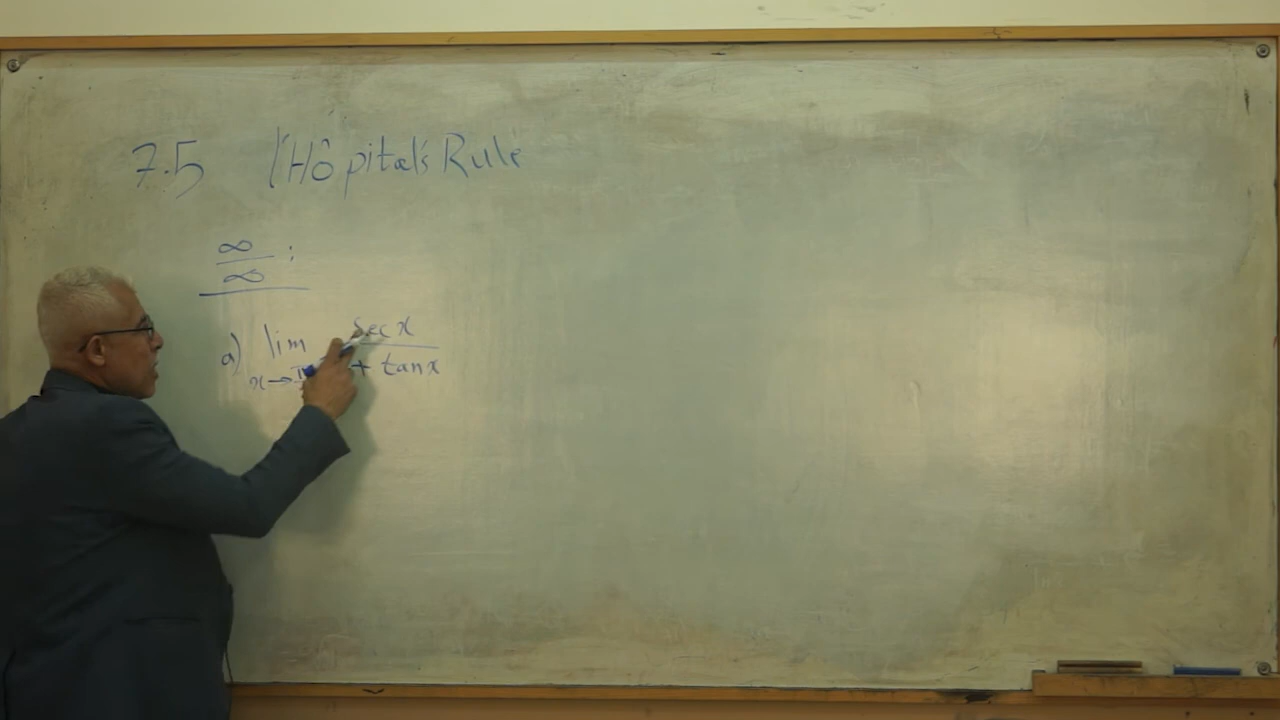 7.5 l'Hôpital's Rule
∞/∞ :
a) lim sec x
x→ π + tan x